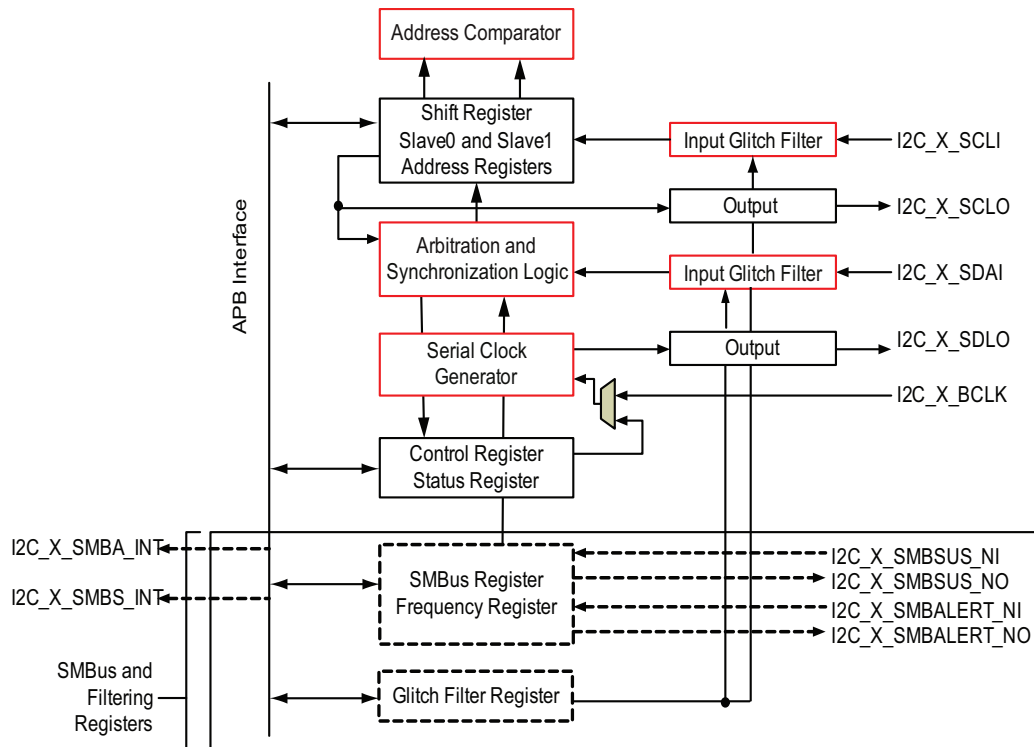 Address Comparator
Shift Register
Slave0 and Slave1
Address Registers
Input Glitch Filter
I2C_X_SCLI
Output
I2C_X_SCLO
APB Interface
Arbitration and
Synchronization Logic
Input Glitch Filter
I2C_X_SDAI
Serial Clock
Generator
Output
I2C_X_SDLO
I2C_X_BCLK
Control Register
Status Register
I2C_X_SMBA_INT
I2C_X_SMBS_INT
SMBus Register
Frequency Register
I2C_X_SMBSUS_NI
I2C_X_SMBSUS_NO
I2C_X_SMBALERT_NI
I2C_X_SMBALERT_NO
SMBus and
Filtering
Registers
Glitch Filter Register